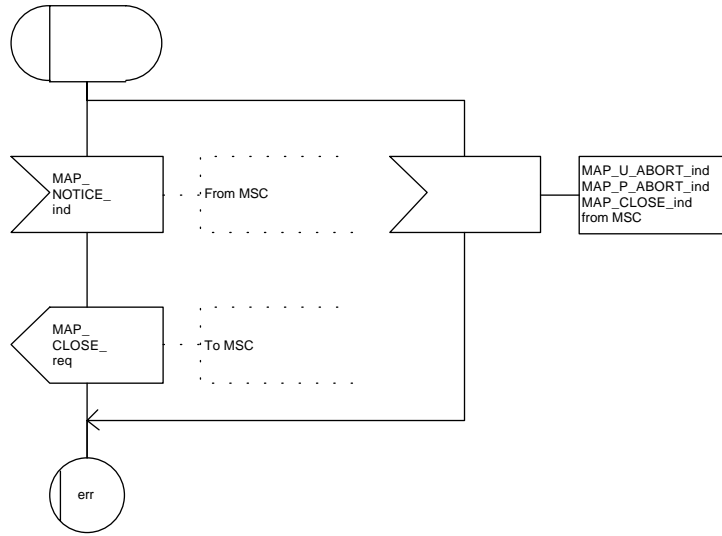 MAP_
NOTICE_
ind
From MSC
MAP_U_ABORT_ind
MAP_P_ABORT_ind
MAP_CLOSE_ind
from MSC
MAP_
CLOSE_
req
To MSC
err